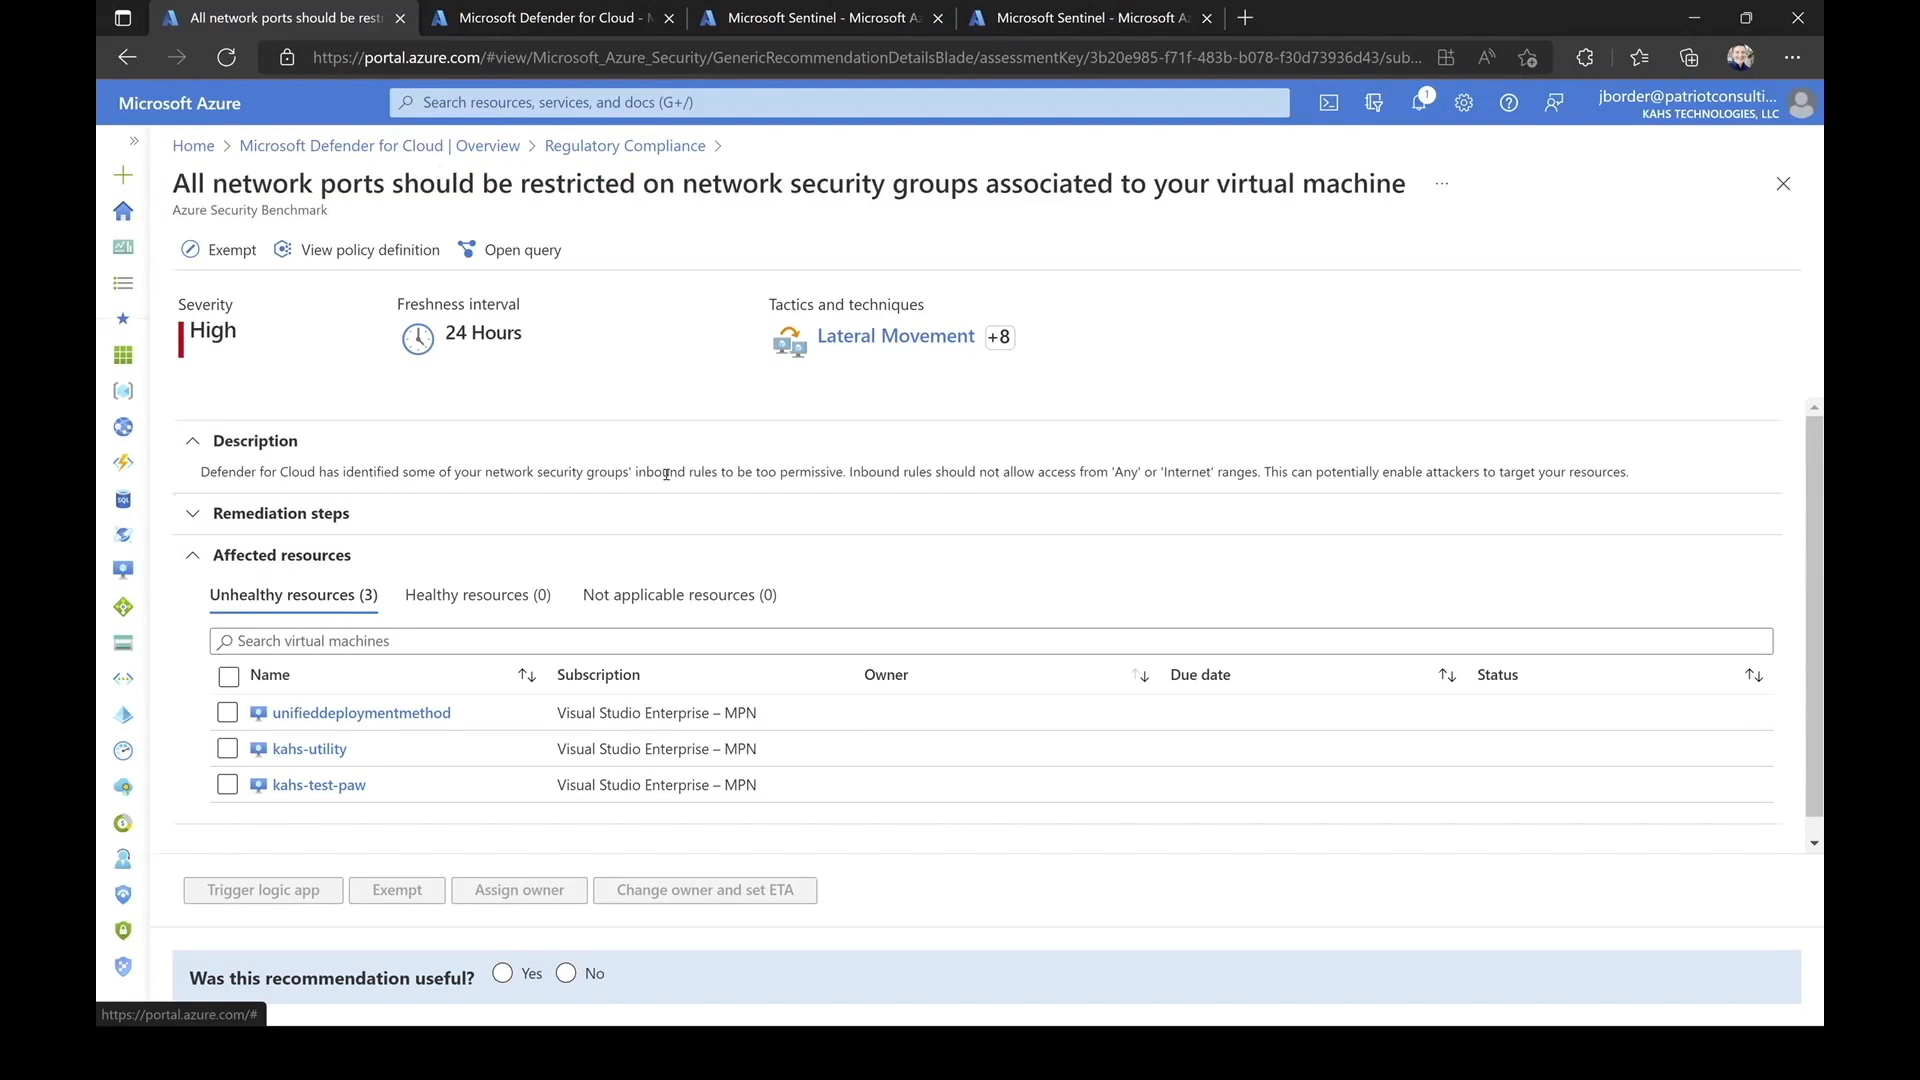 All network ports should be rest
Microsoft Defender for Cloud -
Microsoft Sentinel - Microsoft Az
Microsoft Sentinel - Microsoft Az
https://portal.azure.com/#view/Microsoft_Azure_Security/GenericRecommendationDetailsBlade/assessmentKey/3b20e985-f71f-483b-b078-f30d73936d43/sub...
Microsoft Azure
Search resources, services, and docs (G+/)
1
jborder@patriotconsulti...
KAHS TECHNOLOGIES, LLC
Home > Microsoft Defender for Cloud | Overview > Regulatory Compliance >
All network ports should be restricted on network security groups associated to your virtual machine ...
Azure Security Benchmark
Exempt View policy definition Open query
Severity
High
Freshness interval
24 Hours
Tactics and techniques
Lateral Movement +8
Description
Defender for Cloud has identified some of your network security groups' inbound rules to be too permissive. Inbound rules should not allow access from 'Any' or 'Internet' ranges. This can potentially enable attackers to target your resources.
Remediation steps
Affected resources
Unhealthy resources (3) Healthy resources (0) Not applicable resources (0)
Search virtual machines
Name Subscription Owner Due date Status
unifieddeploymentmethod Visual Studio Enterprise – MPN
kahs-utility Visual Studio Enterprise – MPN
kahs-test-paw Visual Studio Enterprise – MPN
Trigger logic app Exempt Assign owner Change owner and set ETA
Was this recommendation useful? Yes No
https://portal.azure.com/#